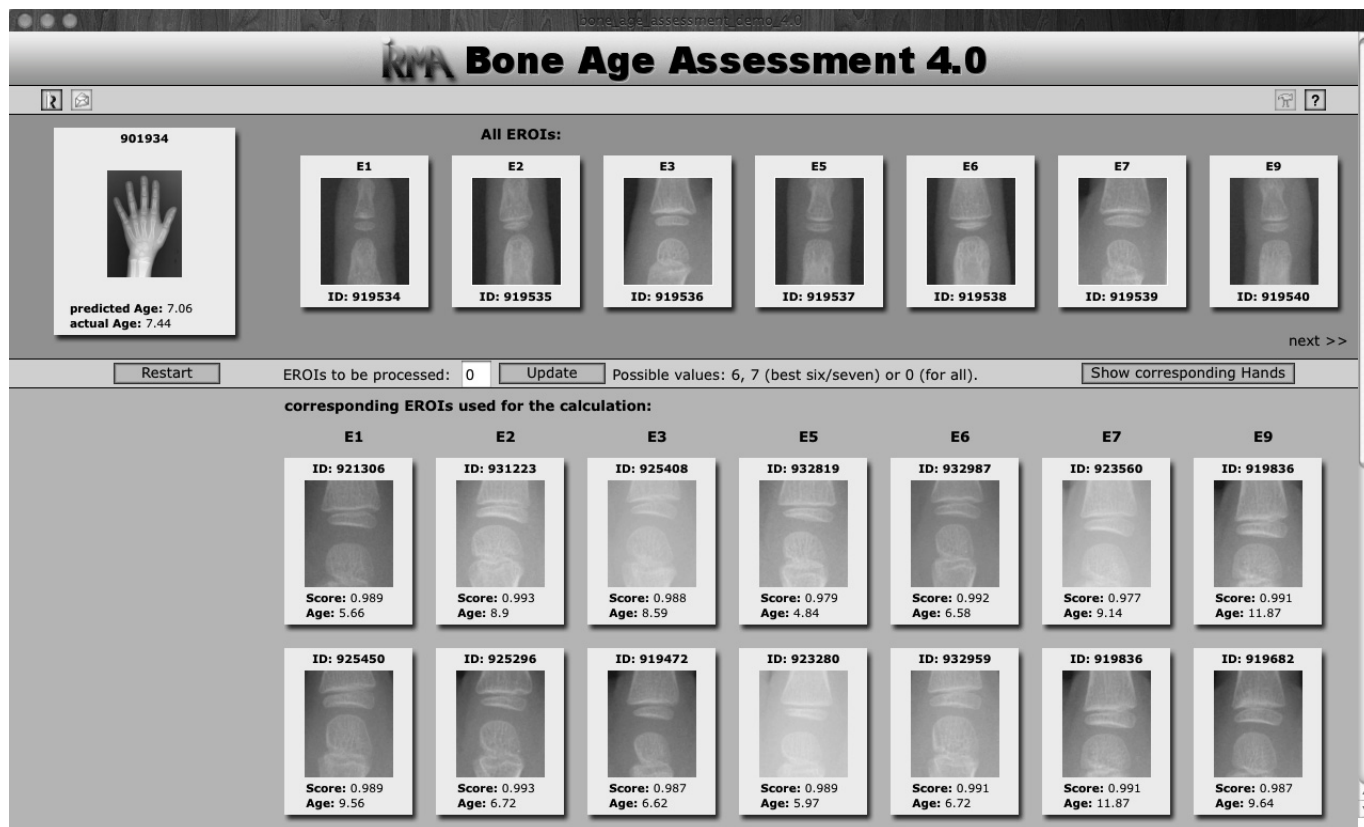 bone_age_assessment_demo_4.0
IRMA Bone Age Assessment 4.0
?
901934
predicted Age: 7.06
actual Age: 7.44
All EROIs:
E1 E2 E3 E5 E6 E7 E9
ID: 919534 ID: 919535 ID: 919536 ID: 919537 ID: 919538 ID: 919539 ID: 919540
next >>
Restart EROIs to be processed: 0 Update Possible values: 6, 7 (best six/seven) or 0 (for all). Show corresponding Hands
corresponding EROIs used for the calculation:
E1 E2 E3 E5 E6 E7 E9
ID: 921306 ID: 931223 ID: 925408 ID: 932819 ID: 932987 ID: 923560 ID: 919836
Score: 0.989 Score: 0.993 Score: 0.988 Score: 0.979 Score: 0.992 Score: 0.977 Score: 0.991
Age: 5.66 Age: 8.9 Age: 8.59 Age: 4.84 Age: 6.58 Age: 9.14 Age: 11.87
ID: 925450 ID: 925296 ID: 919472 ID: 923280 ID: 932959 ID: 919836 ID: 919682
Score: 0.989 Score: 0.993 Score: 0.987 Score: 0.989 Score: 0.991 Score: 0.991 Score: 0.987
Age: 9.56 Age: 6.72 Age: 6.62 Age: 5.97 Age: 6.72 Age: 11.87 Age: 9.64